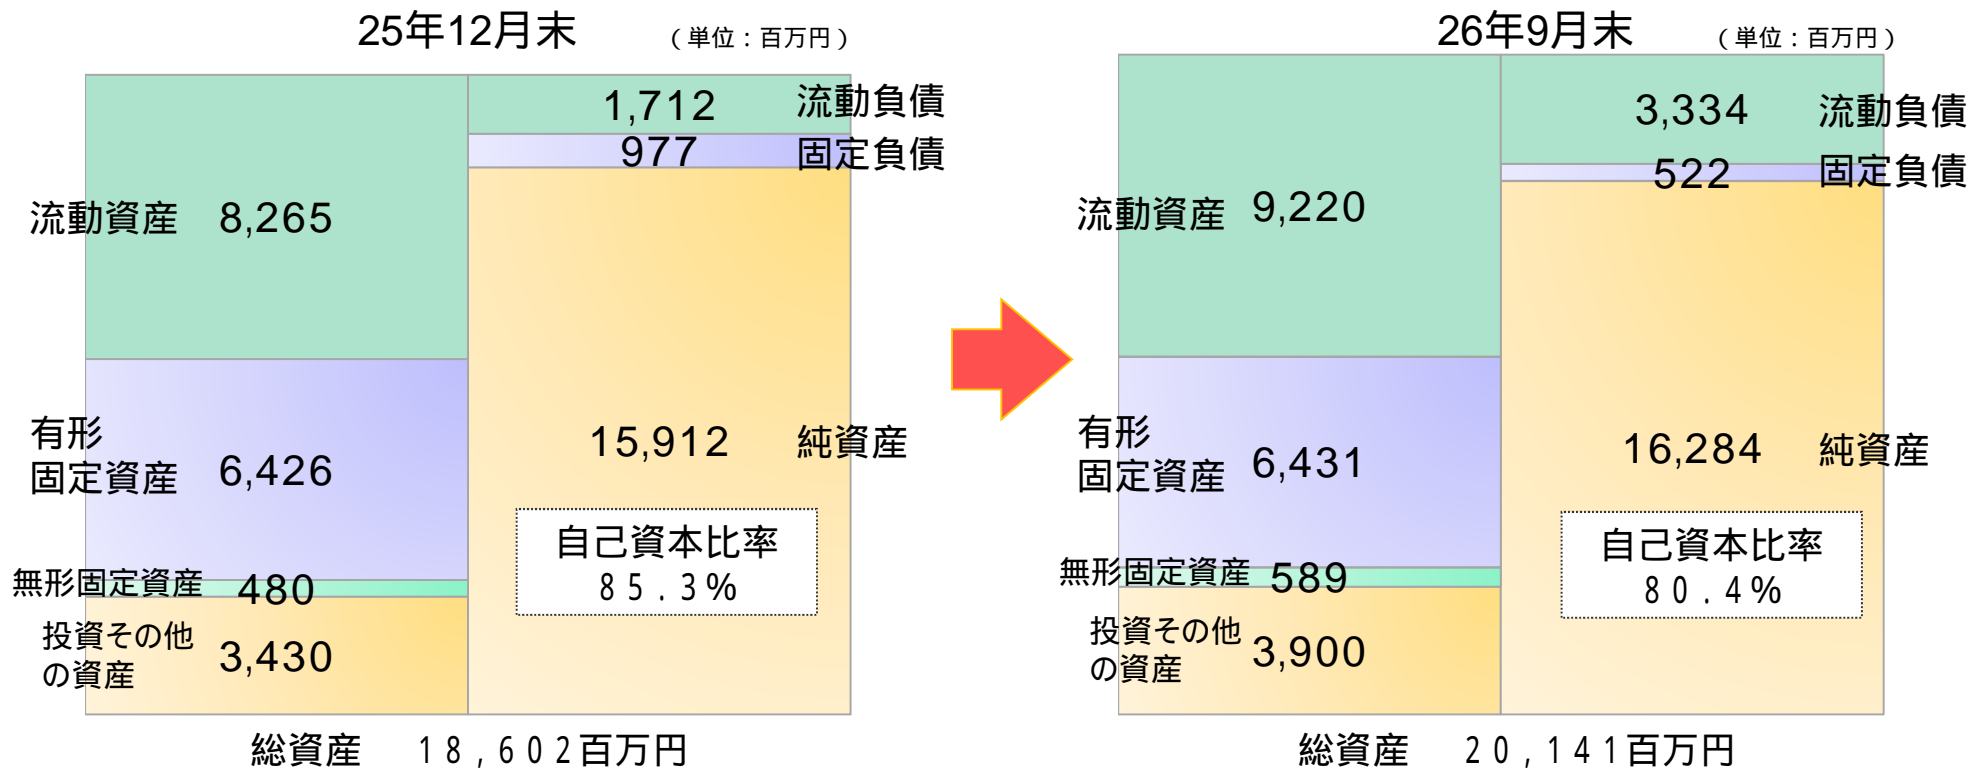 25年12月末 （単位：百万円）
1,712 流動負債
977 固定負債
流動資産 8,265
有形
固定資産 6,426
15,912 純資産
自己資本比率
85.3%
無形固定資産 480
投資その他
の資産 3,430
総資産 18,602百万円
26年9月末 （単位：百万円）
3,334 流動負債
522 固定負債
流動資産 9,220
有形
固定資産 6,431
16,284 純資産
自己資本比率
80.4%
無形固定資産 589
投資その他
の資産 3,900
総資産 20,141百万円